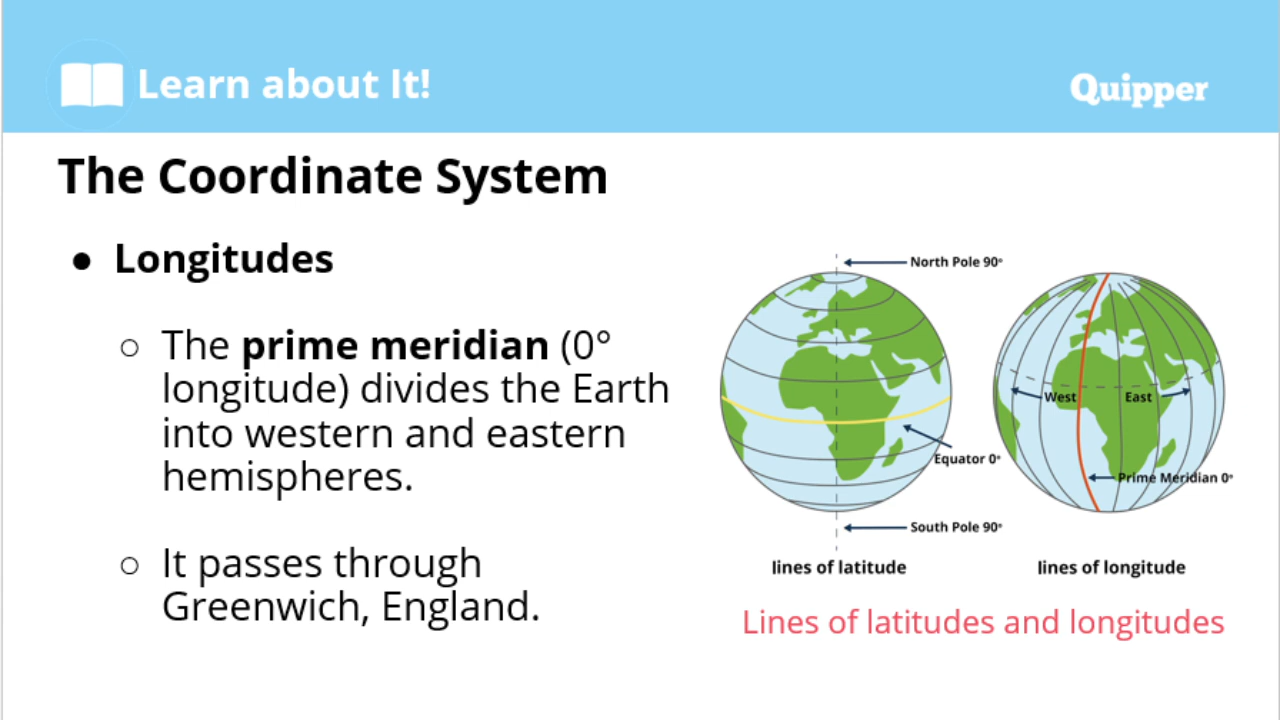 Learn about It!
Quipper
The Coordinate System
● Longitudes
○ The prime meridian (0°
longitude) divides the Earth
into western and eastern
hemispheres.
○ It passes through
Greenwich, England.
North Pole 90°
Equator 0°
South Pole 90°
lines of latitude
West
East
Prime Meridian 0°
lines of longitude
Lines of latitudes and longitudes